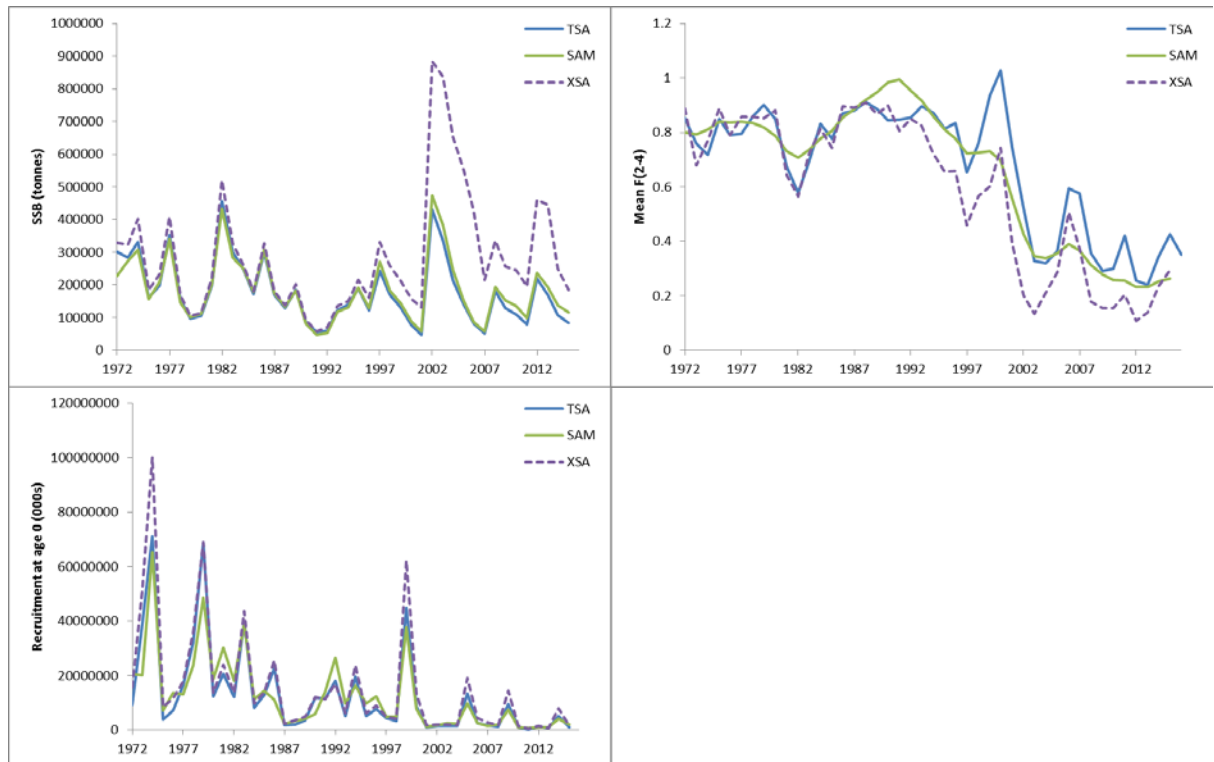 SSB (tonnes)
1000000
900000
800000
700000
600000
500000
400000
300000
200000
100000
0
1972 1977 1982 1987 1992 1997 2002 2007 2012
TSA
SAM
XSA
Mean F(2-4)
1.2
1
0.8
0.6
0.4
0.2
0
1972 1977 1982 1987 1992 1997 2002 2007 2012
TSA
SAM
XSA
Recruitment at age 0 (000s)
120000000
100000000
80000000
60000000
40000000
20000000
0
1972 1977 1982 1987 1992 1997 2002 2007 2012
TSA
SAM
XSA